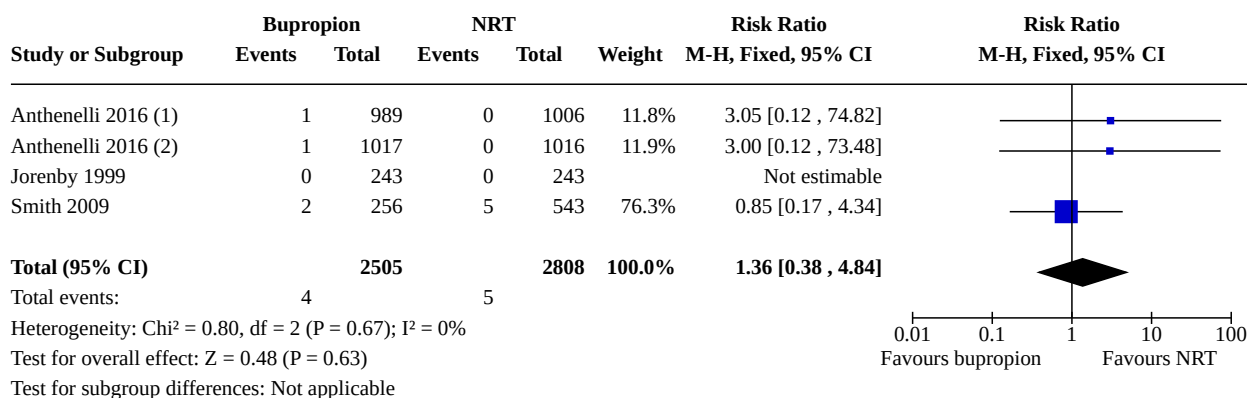 Bupropion NRT Risk Ratio Risk Ratio
Study or Subgroup Events Total Events Total Weight M-H, Fixed, 95% CI M-H, Fixed, 95% CI
Anthenelli 2016 (1) 1 989 0 1006 11.8% 3.05 [0.12 , 74.82]
Anthenelli 2016 (2) 1 1017 0 1016 11.9% 3.00 [0.12 , 73.48]
Jorenby 1999 0 243 0 243 Not estimable
Smith 2009 2 256 5 543 76.3% 0.85 [0.17 , 4.34]
Total (95% CI) 2505 2808 100.0% 1.36 [0.38 , 4.84]
Total events: 4 5
Heterogeneity: Chi² = 0.80, df = 2 (P = 0.67); I² = 0%
0.01 0.1 1 10 100
Test for overall effect: Z = 0.48 (P = 0.63)
Favours bupropion Favours NRT
Test for subgroup differences: Not applicable